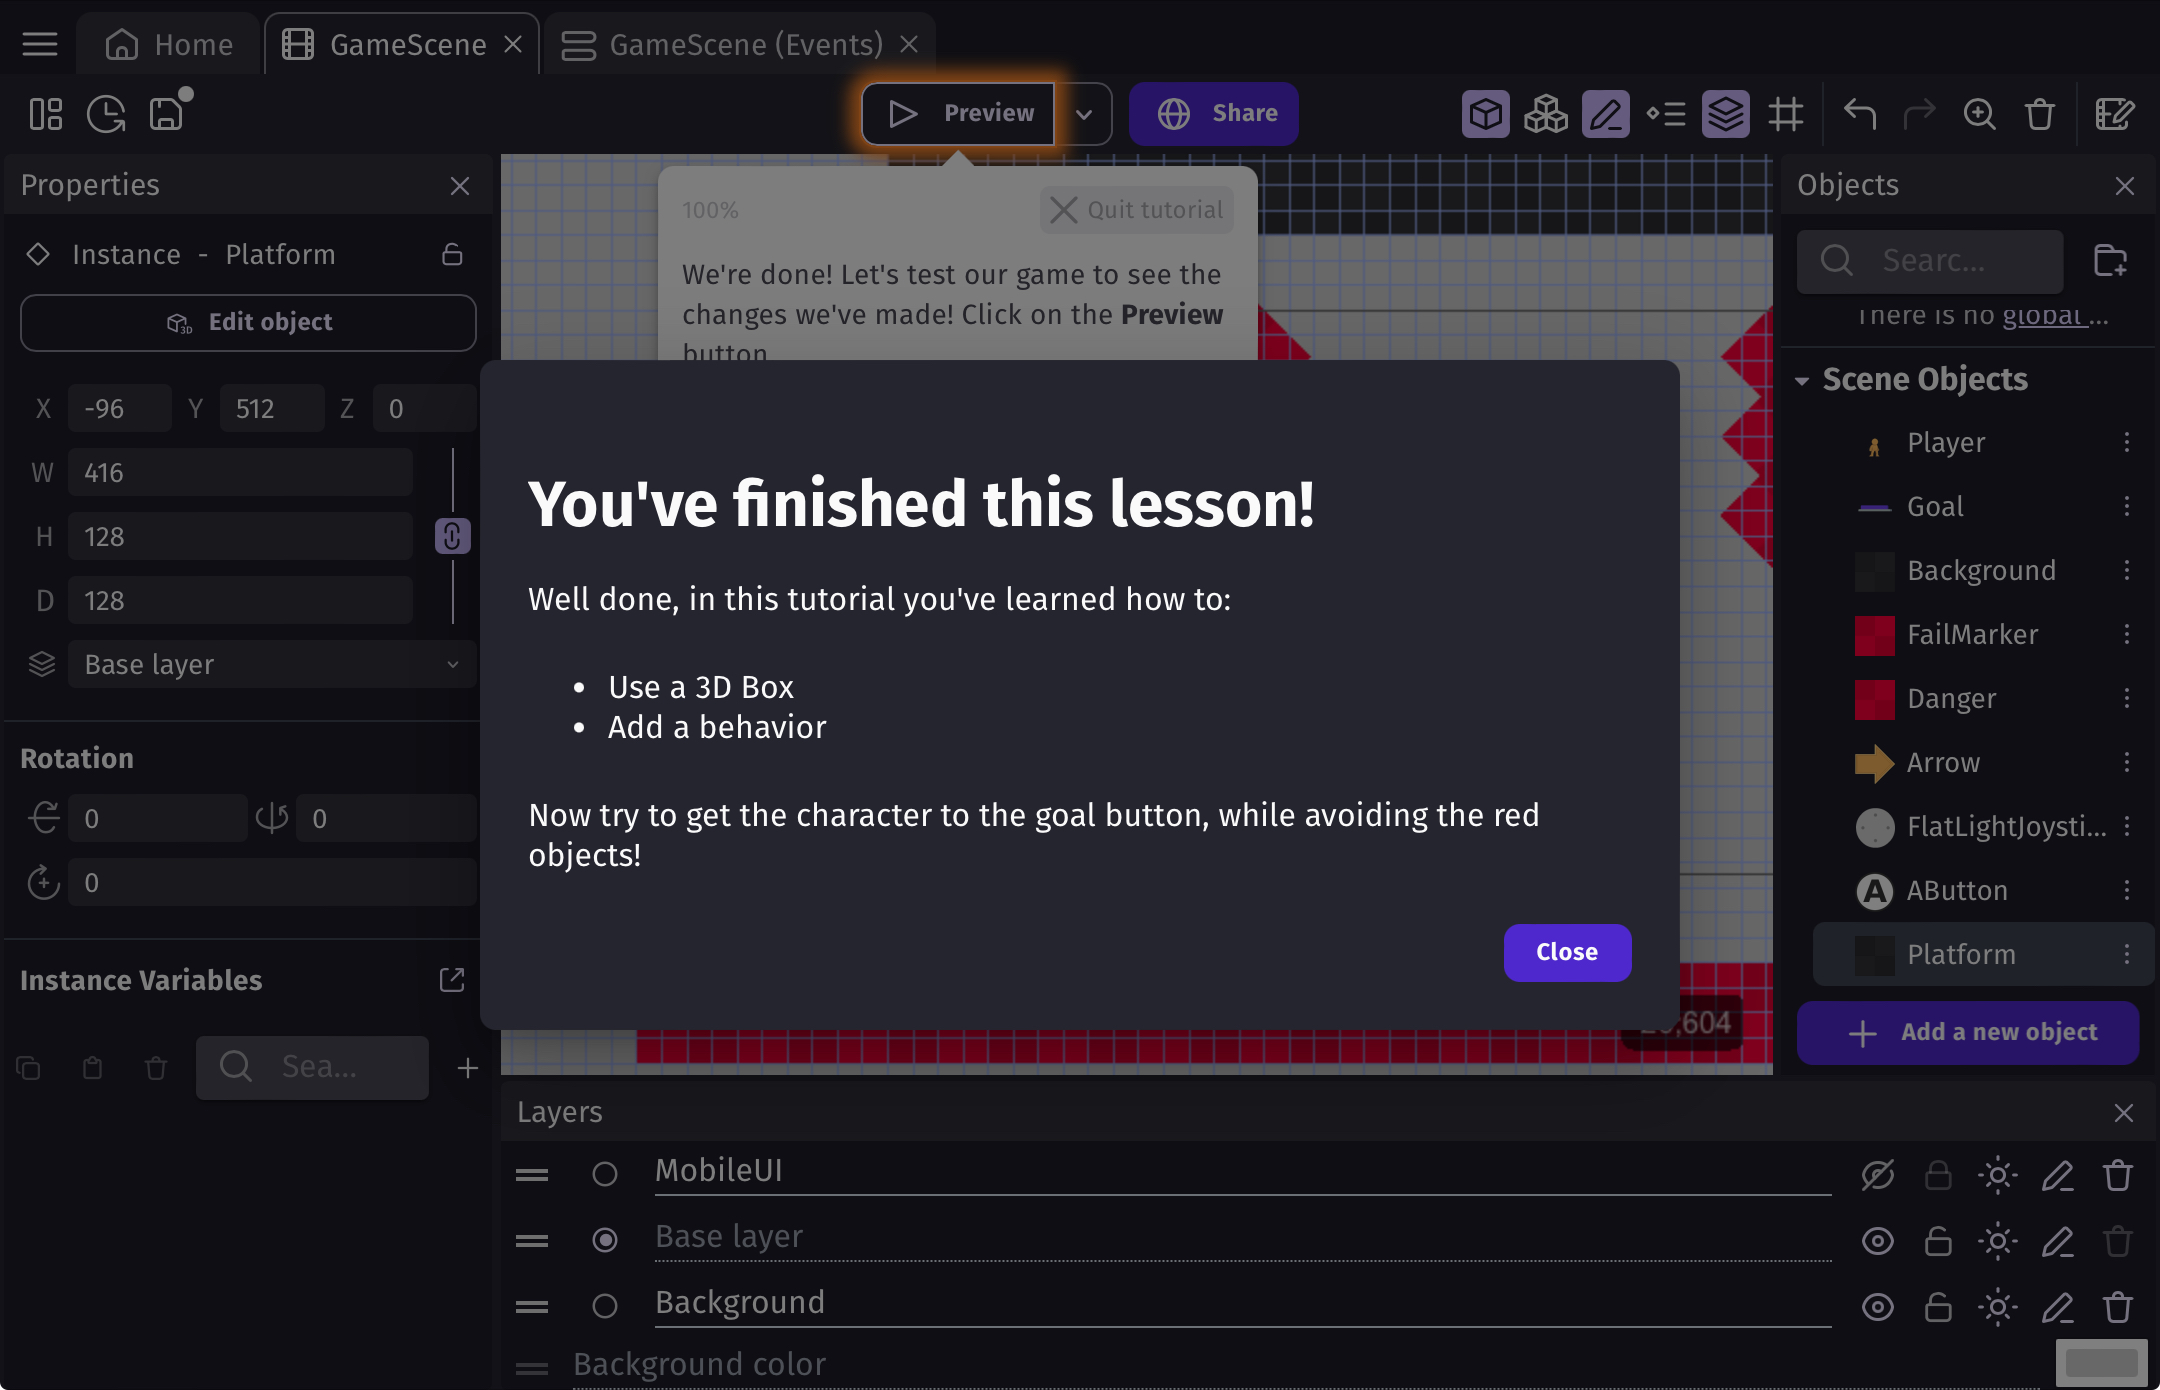 Home
GameScene
GameScene (Events)
Preview
Share
Properties
Instance - Platform
Edit object
3D
X -96 Y 512 Z 0
W 416
H 128
D 128
Base layer
Rotation
0 0
0
Instance Variables
Sea...
100%
Quit tutorial
We're done! Let's test our game to see the
changes we've made! Click on the Preview
button
You've finished this lesson!
Well done, in this tutorial you've learned how to:
• Use a 3D Box
• Add a behavior
Now try to get the character to the goal button, while avoiding the red
objects!
Close
;604
Objects
Searc...
There is no global ...
Scene Objects
Player
Goal
Background
FailMarker
Danger
Arrow
FlatLightJoysti...
A
AButton
Platform
Add a new object
Layers
MobileUI
Base layer
Background
Background color